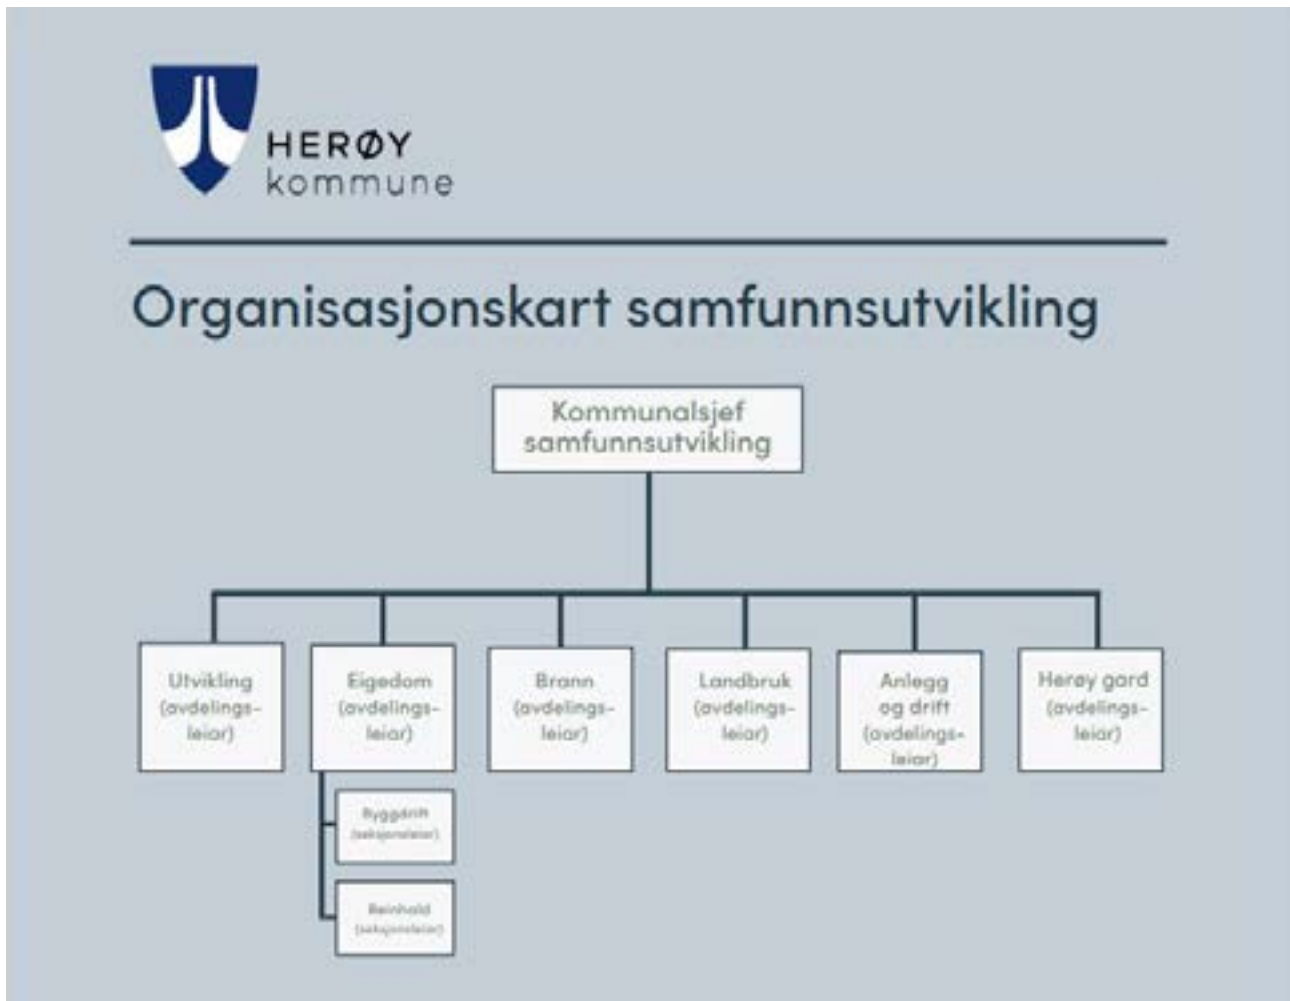 HERØY
kommune
Organisasjonskart samfunnsutvikling
Kommunalsjef
samfunnsutvikling
Utvikling
(avdelings-
leiar)
Eigedom
(avdelings-
leiar)
Brann
(avdelings-
leiar)
Landbruk
(avdelings-
leiar)
Anlegg
og drift
(avdelings-
leiar)
Herøy gard
(avdelings-
leiar)
Byggdrift
(seksjonsleiar)
Reinhald
(seksjonsleiar)